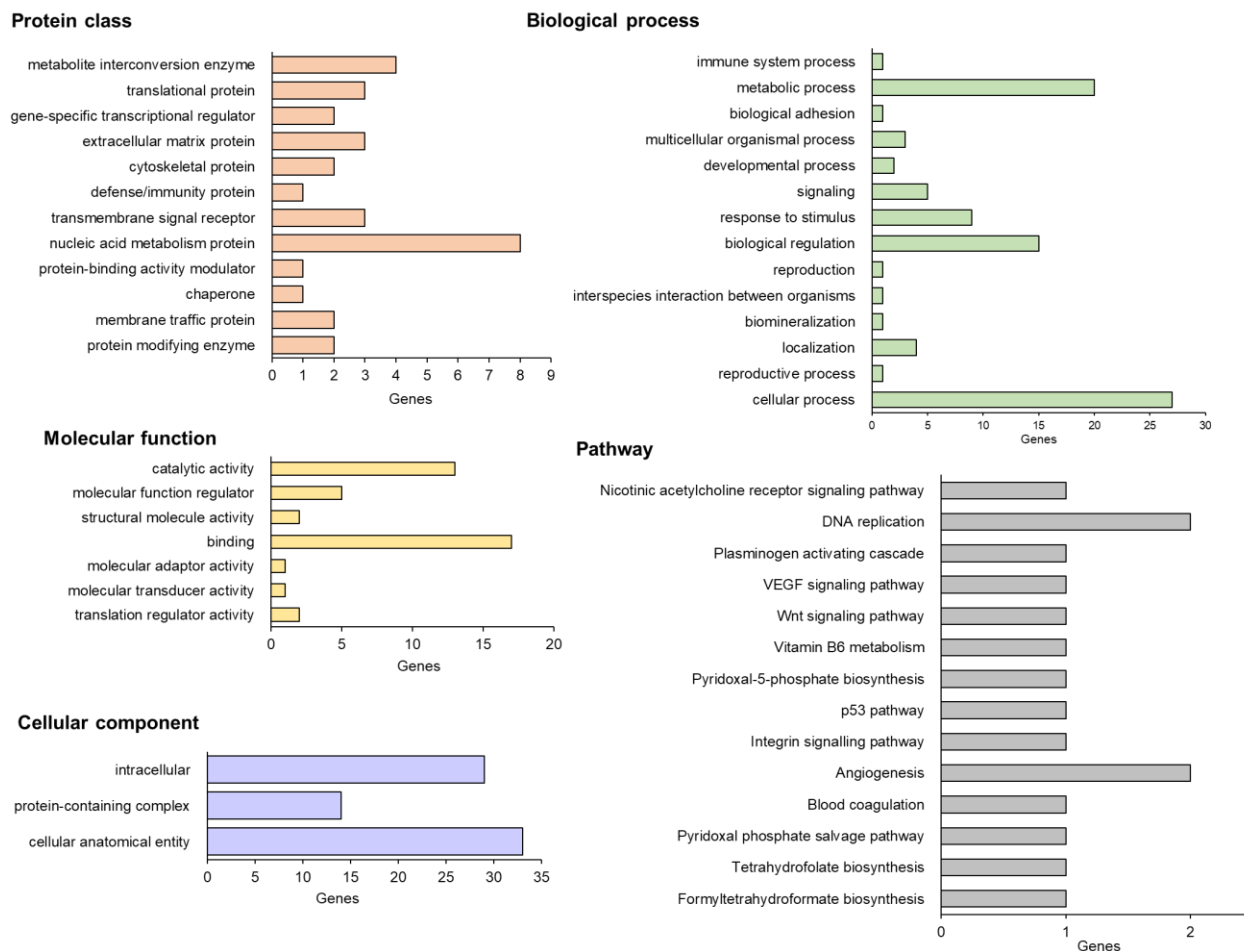 Protein class
metabolite interconversion enzyme
translational protein
gene-specific transcriptional regulator
extracellular matrix protein
cytoskeletal protein
defense/immunity protein
transmembrane signal receptor
nucleic acid metabolism protein
protein-binding activity modulator
chaperone
membrane traffic protein
protein modifying enzyme
0 1 2 3 4 5 6 7 8 9
Genes
Biological process
immune system process
metabolic process
biological adhesion
multicellular organismal process
developmental process
signaling
response to stimulus
biological regulation
reproduction
interspecies interaction between organisms
biomineralization
localization
reproductive process
cellular process
0 5 10 15 20 25 30
Genes
Molecular function
catalytic activity
molecular function regulator
structural molecule activity
binding
molecular adaptor activity
molecular transducer activity
translation regulator activity
0 5 10 15 20
Genes
Pathway
Nicotinic acetylcholine receptor signaling pathway
DNA replication
Plasminogen activating cascade
VEGF signaling pathway
Wnt signaling pathway
Vitamin B6 metabolism
Pyridoxal-5-phosphate biosynthesis
p53 pathway
Integrin signalling pathway
Angiogenesis
Blood coagulation
Pyridoxal phosphate salvage pathway
Tetrahydrofolate biosynthesis
Formyltetrahydroformate biosynthesis
0 1 2
Genes
Cellular component
intracellular
protein-containing complex
cellular anatomical entity
0 5 10 15 20 25 30 35
Genes